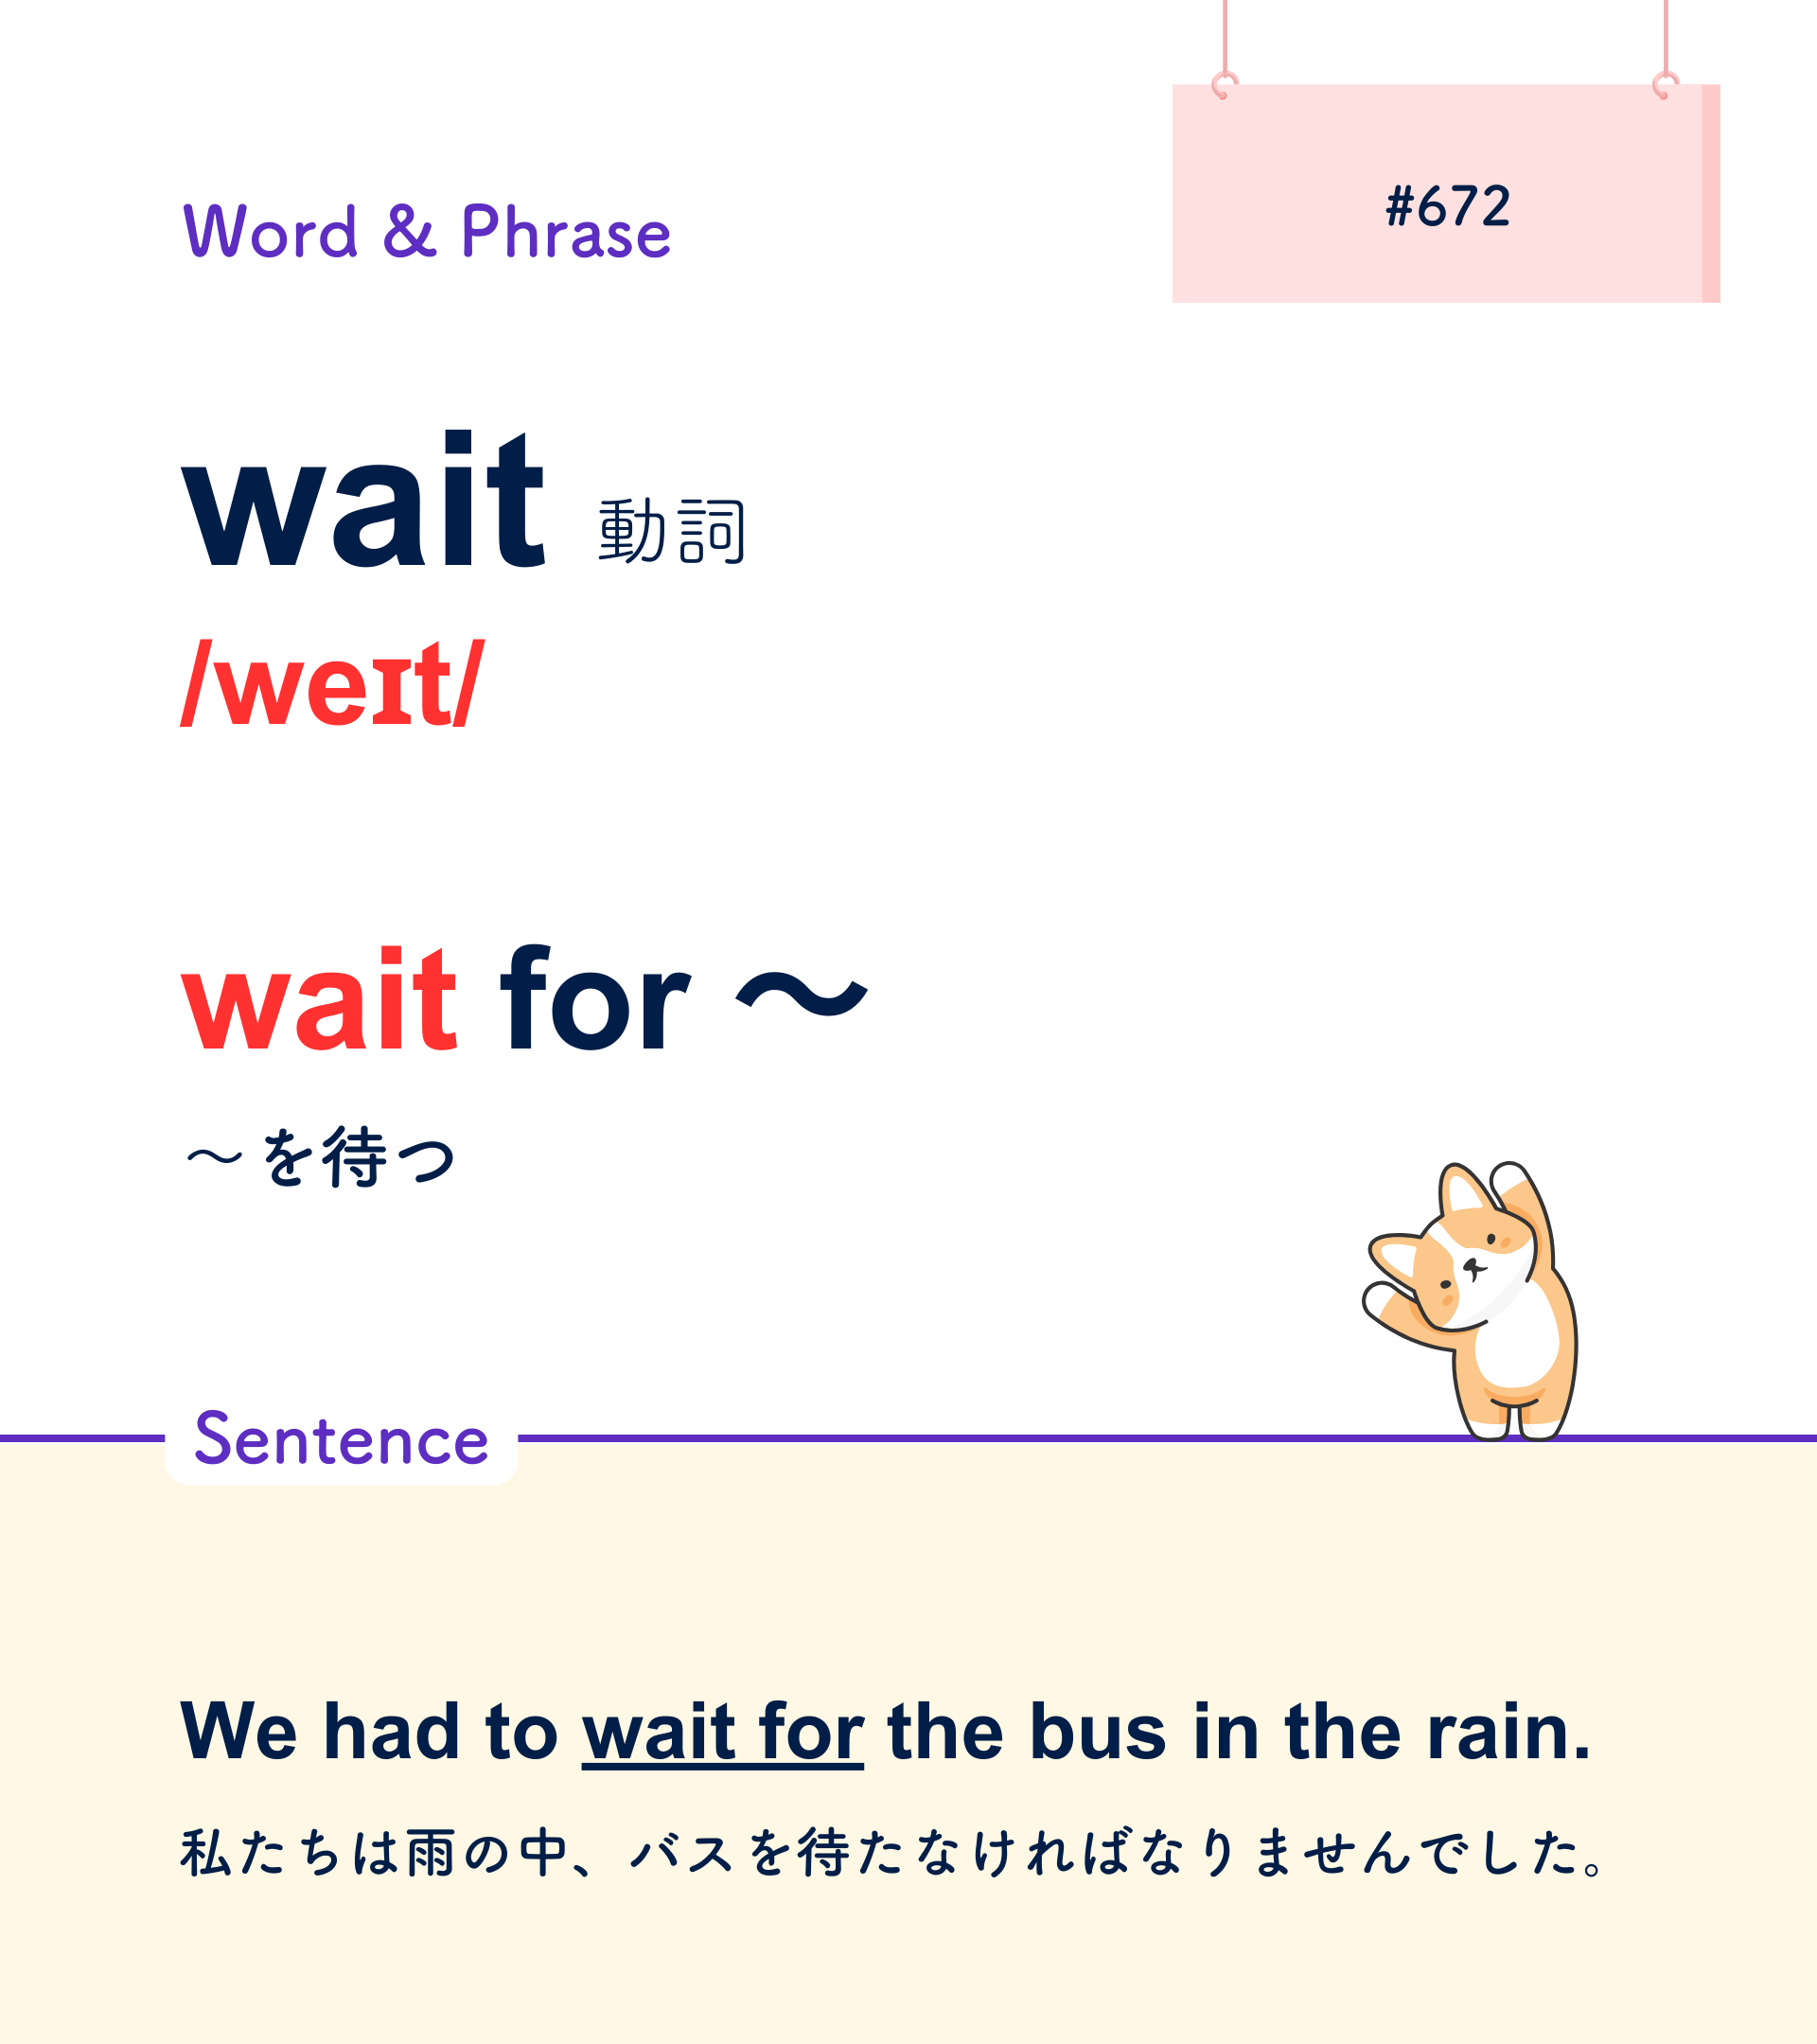 #672
Word & Phrase
wait 動詞
/weɪt/
wait for 〜
〜 を待つ
Sentence
We had to wait for the bus in the rain.
私たちは雨の中、バスを待たなければなりませんでした。